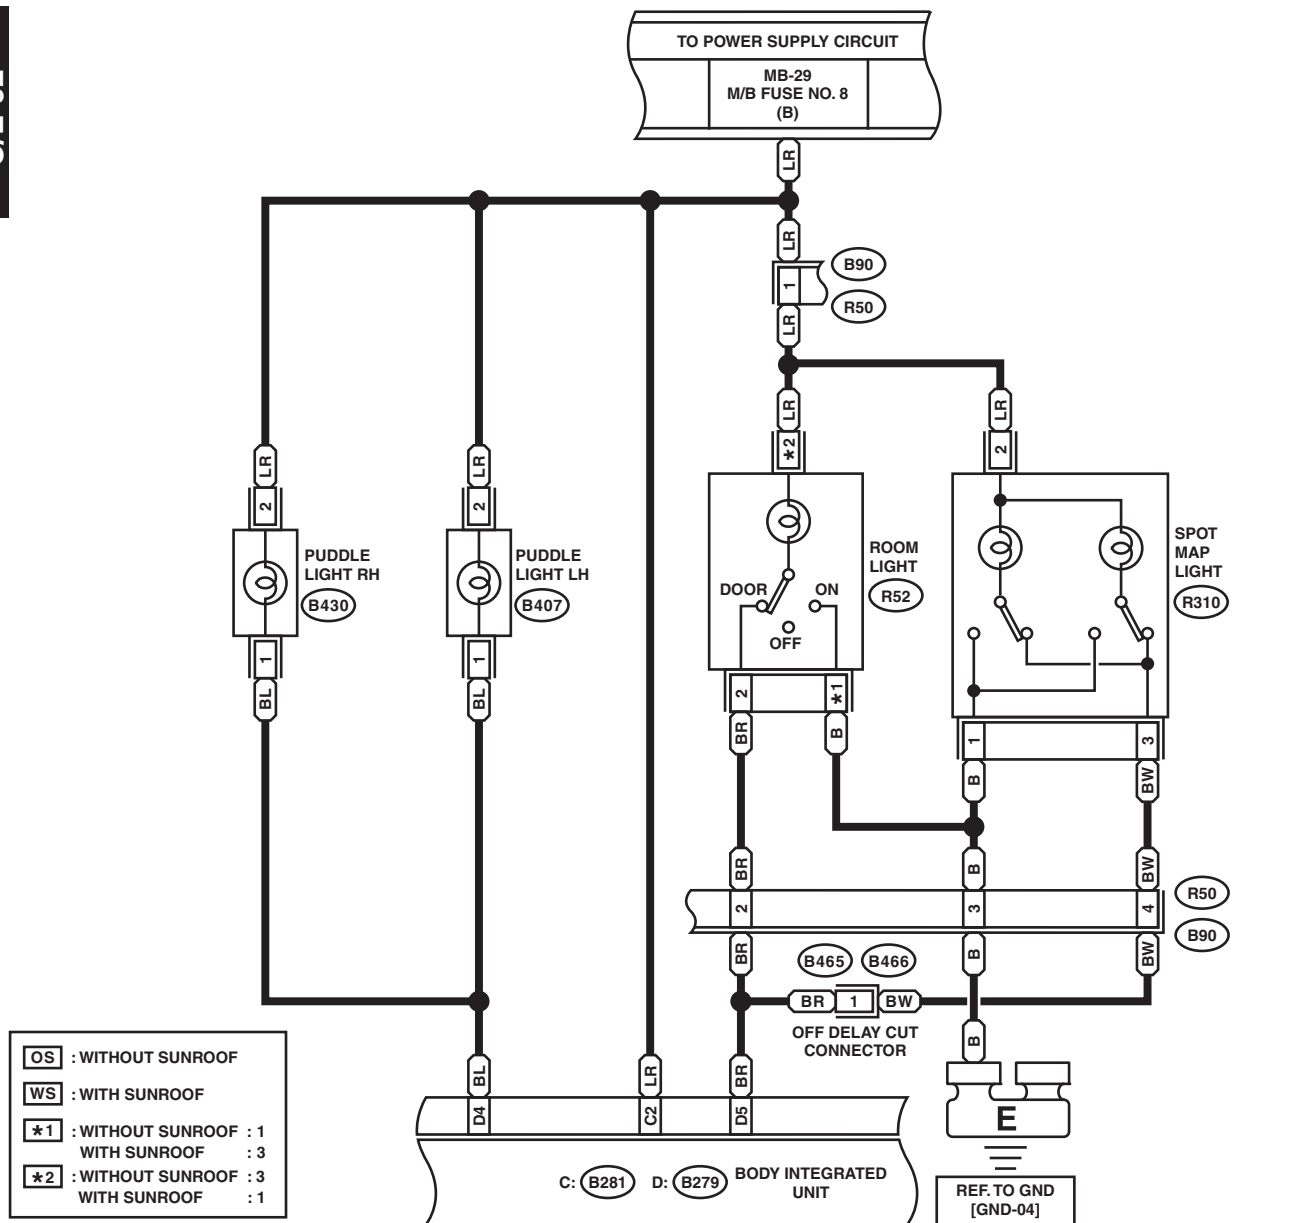 TO POWER SUPPLY CIRCUIT
MB-29
M/B FUSE NO. 8
(B)
LR
LR
B90
1
R50
LR
LR
LR
*2
2
LR
LR
2
2
PUDDLE
LIGHT RH
B430
PUDDLE
LIGHT LH
B407
ROOM
LIGHT
R52
DOOR
ON
OFF
SPOT
MAP
LIGHT
R310
1
1
BL
BL
2
*1
BR
B
1
3
B
BW
BR
B
BW
2
3
4
R50
B90
BR
B
BW
B465
B466
BR
1
BW
OFF DELAY CUT
CONNECTOR
B
BL
LR
BR
D4
C2
D5
E
C: B281 D: B279 BODY INTEGRATED
UNIT
REF. TO GND
[GND-04]
OS : WITHOUT SUNROOF
WS : WITH SUNROOF
*1 : WITHOUT SUNROOF : 1
WITH SUNROOF : 3
*2 : WITHOUT SUNROOF : 3
WITH SUNROOF : 1